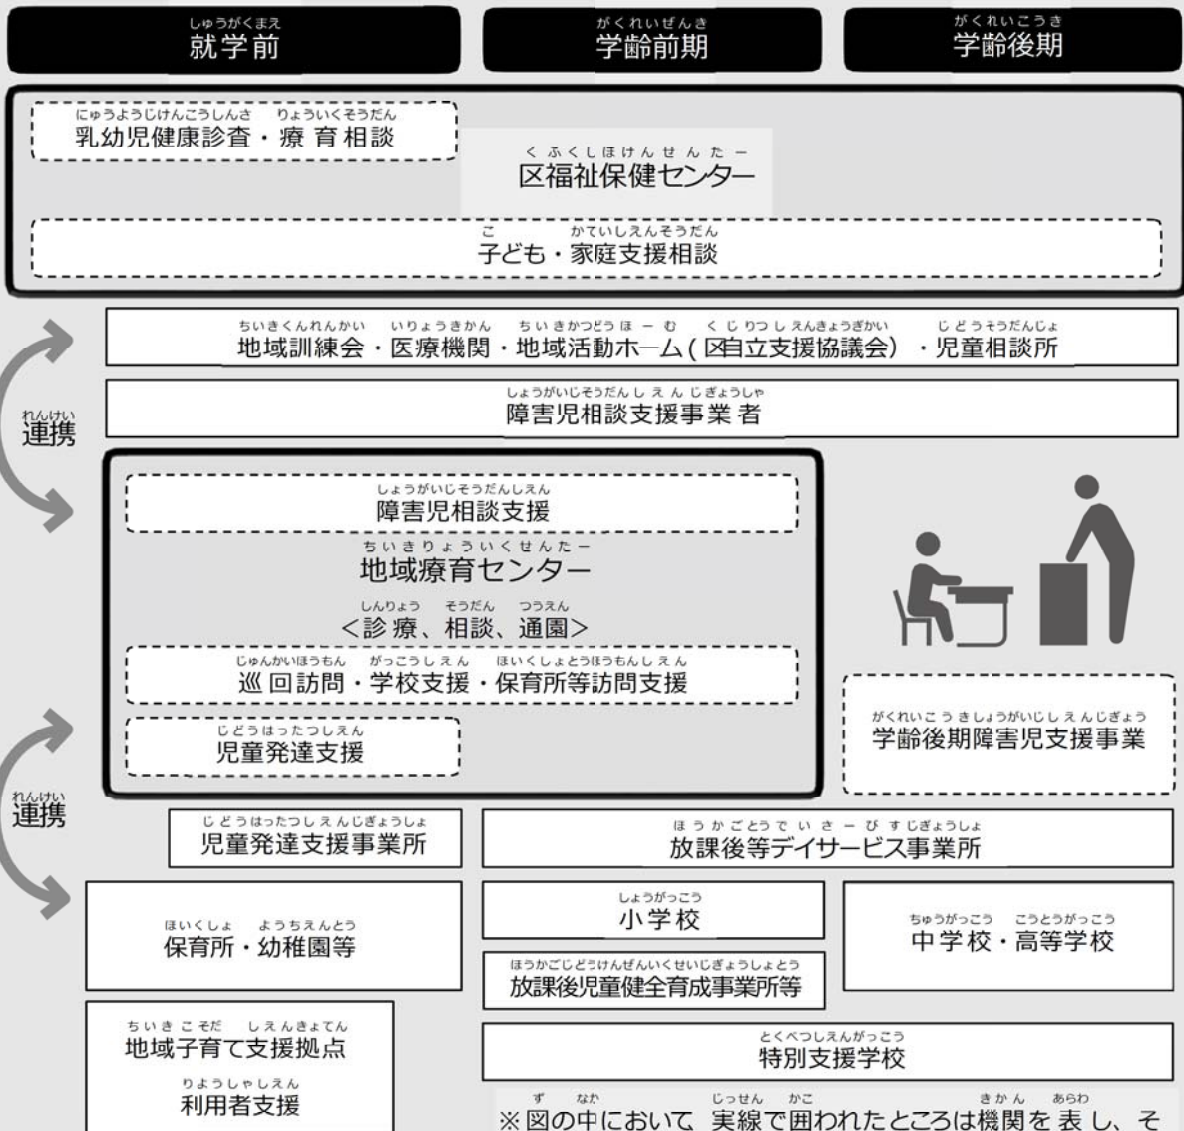 しゅうがくまえ
就学前
がくれいぜんき
学齢前期
がくれいこうき
学齢後期
にゅうようじけんこうしんさ りょういくそうだん
乳幼児健康診査・療育相談
くふくしほけんせんたー
区福祉保健センター
こ かていしえんそうだん
子ども・家庭支援相談
ちいきくんれんかい いりょうきかん ちいきかつどうほーむ くじりつしえんきょうぎかい じどうそうだんじょ
地域訓練会・医療機関・地域活動ホーム(区自立支援協議会)・児童相談所
しょうがいじそうだんしえんじぎょうしゃ
障害児相談支援事業者
れんけい
連携
しょうがいじそうだんしえん
障害児相談支援
ちいきりょういくせんたー
地域療育センター
しんりょう そうだん つうえん
＜診療、相談、通園＞
じゅんかいほうもん がっこうしえん ほいくしょとうほうもんしえん
巡回訪問・学校支援・保育所等訪問支援
じどうはったつしえん
児童発達支援
がくれいこうきしょうがいじしえんじぎょう
学齢後期障害児支援事業
れんけい
連携
じどうはったつしえんじぎょうしょ
児童発達支援事業所
ほうかごとうでいさーびすじぎょうしょ
放課後等デイサービス事業所
ほいくしょ ようちえんとう
保育所・幼稚園等
しょうがっこう
小学校
ちゅうがっこう こうとうがっこう
中学校・高等学校
ほうかごじどうけんぜんいくせいじぎょうしょとう
放課後児童健全育成事業所等
ちいきこそだ しえんきょてん
地域子育て支援拠点
りようしゃしえん
利用者支援
とくべつしえんがっこう
特別支援学校
ず なか じっせん かこ きかん あらわ
※図の中において、実線で囲われたところは機関を表し、そ